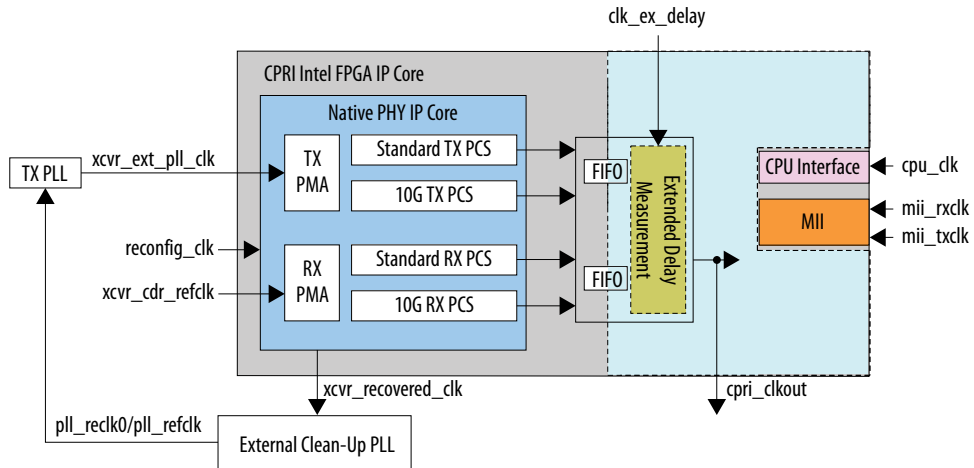 clk_ex_delay
CPRI Intel FPGA IP Core
Native PHY IP Core
xcvr_ext_pll_clk
TX PLL
TX
PMA
Standard TX PCS
10G TX PCS
FIFO
Extended Delay
Measurement
CPU Interface
cpu_clk
MII
mii_rxclk
mii_txclk
reconfig_clk
xcvr_cdr_refclk
RX
PMA
Standard RX PCS
10G RX PCS
FIFO
xcvr_recovered_clk
cpri_clkout
pll_reclk0/pll_refclk
External Clean-Up PLL